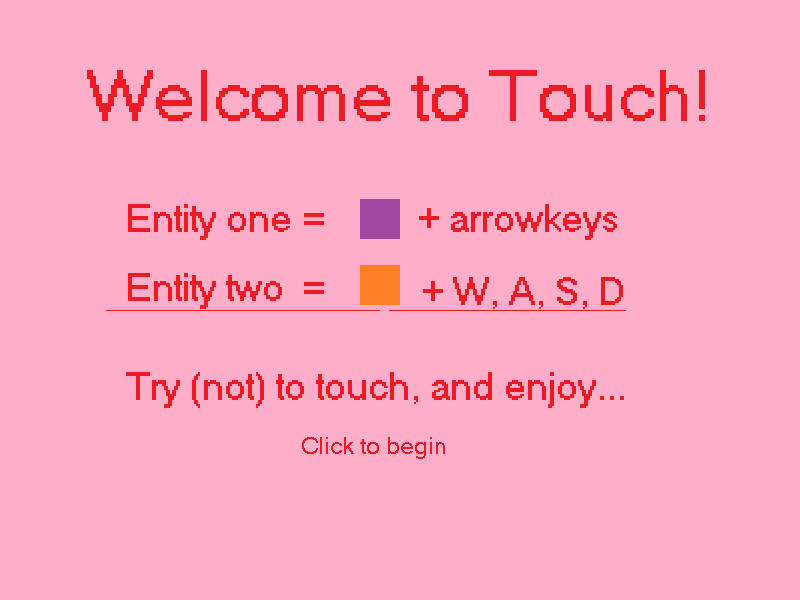 Welcome to Touch!
Entity one = + arrowkeys
Entity two = + W, A, S, D
Try (not) to touch, and enjoy...
Click to begin